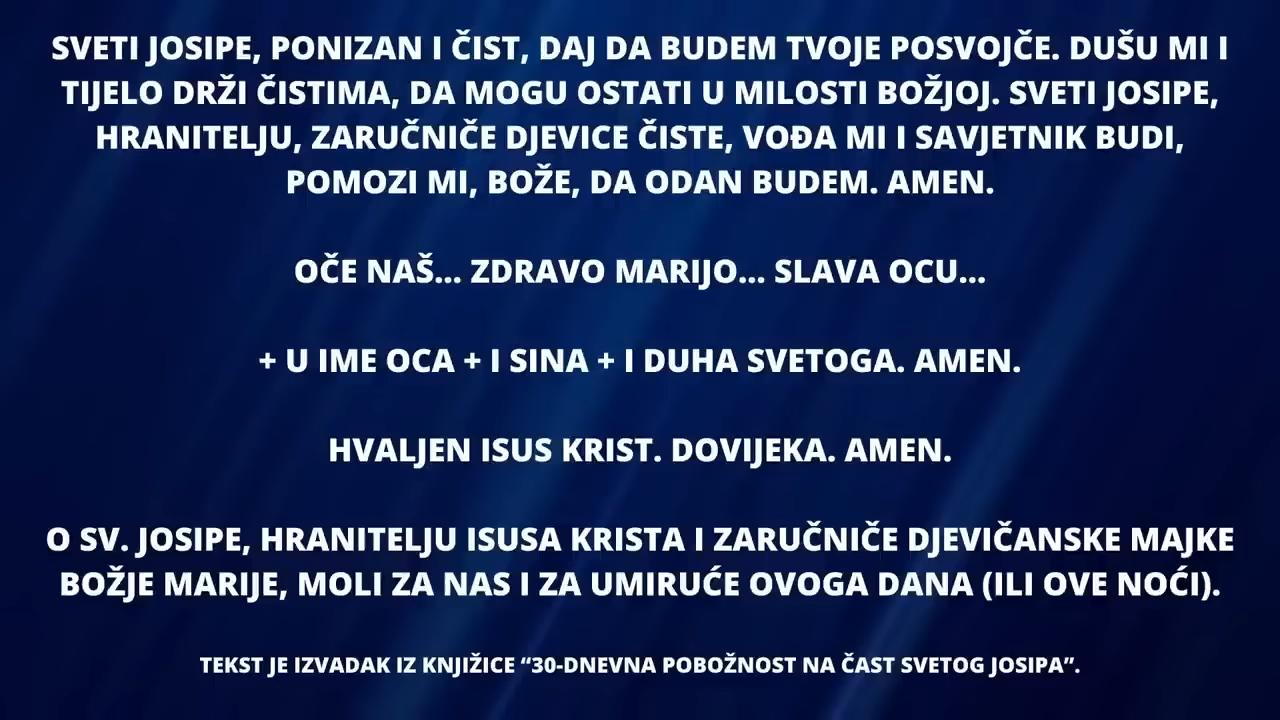 SVETI JOSIPE, PONIZAN I ČIST, DAJ DA BUDEM TVOJE POSVOJČE. DUŠU MI I
TIJELO DRŽI ČISTIMA, DA MOGU OSTATI U MILOSTI BOŽJOJ. SVETI JOSIPE,
HRANITELJU, ZARUČNIČE DJEVICE ČISTE, VOĐA MI I SAVJETNIK BUDI,
POMOZI MI, BOŽE, DA ODAN BUDEM. AMEN.
OČE NAŠ... ZDRAVO MARIJO... SLAVA OCU...
+ U IME OCA + I SINA + I DUHA SVETOGA. AMEN.
HVALJEN ISUS KRIST. DOVIJEKA. AMEN.
O SV. JOSIPE, HRANITELJU ISUSA KRISTA I ZARUČNIČE DJEVIČANSKE MAJKE
BOŽJE MARIJE, MOLI ZA NAS I ZA UMIRUĆE OVOGA DANA (ILI OVE NOĆI).
TEKST JE IZVADAK IZ KNJIŽICE “30-DNEVNA POBOŽNOST NA ČAST SVETOG JOSIPA”.